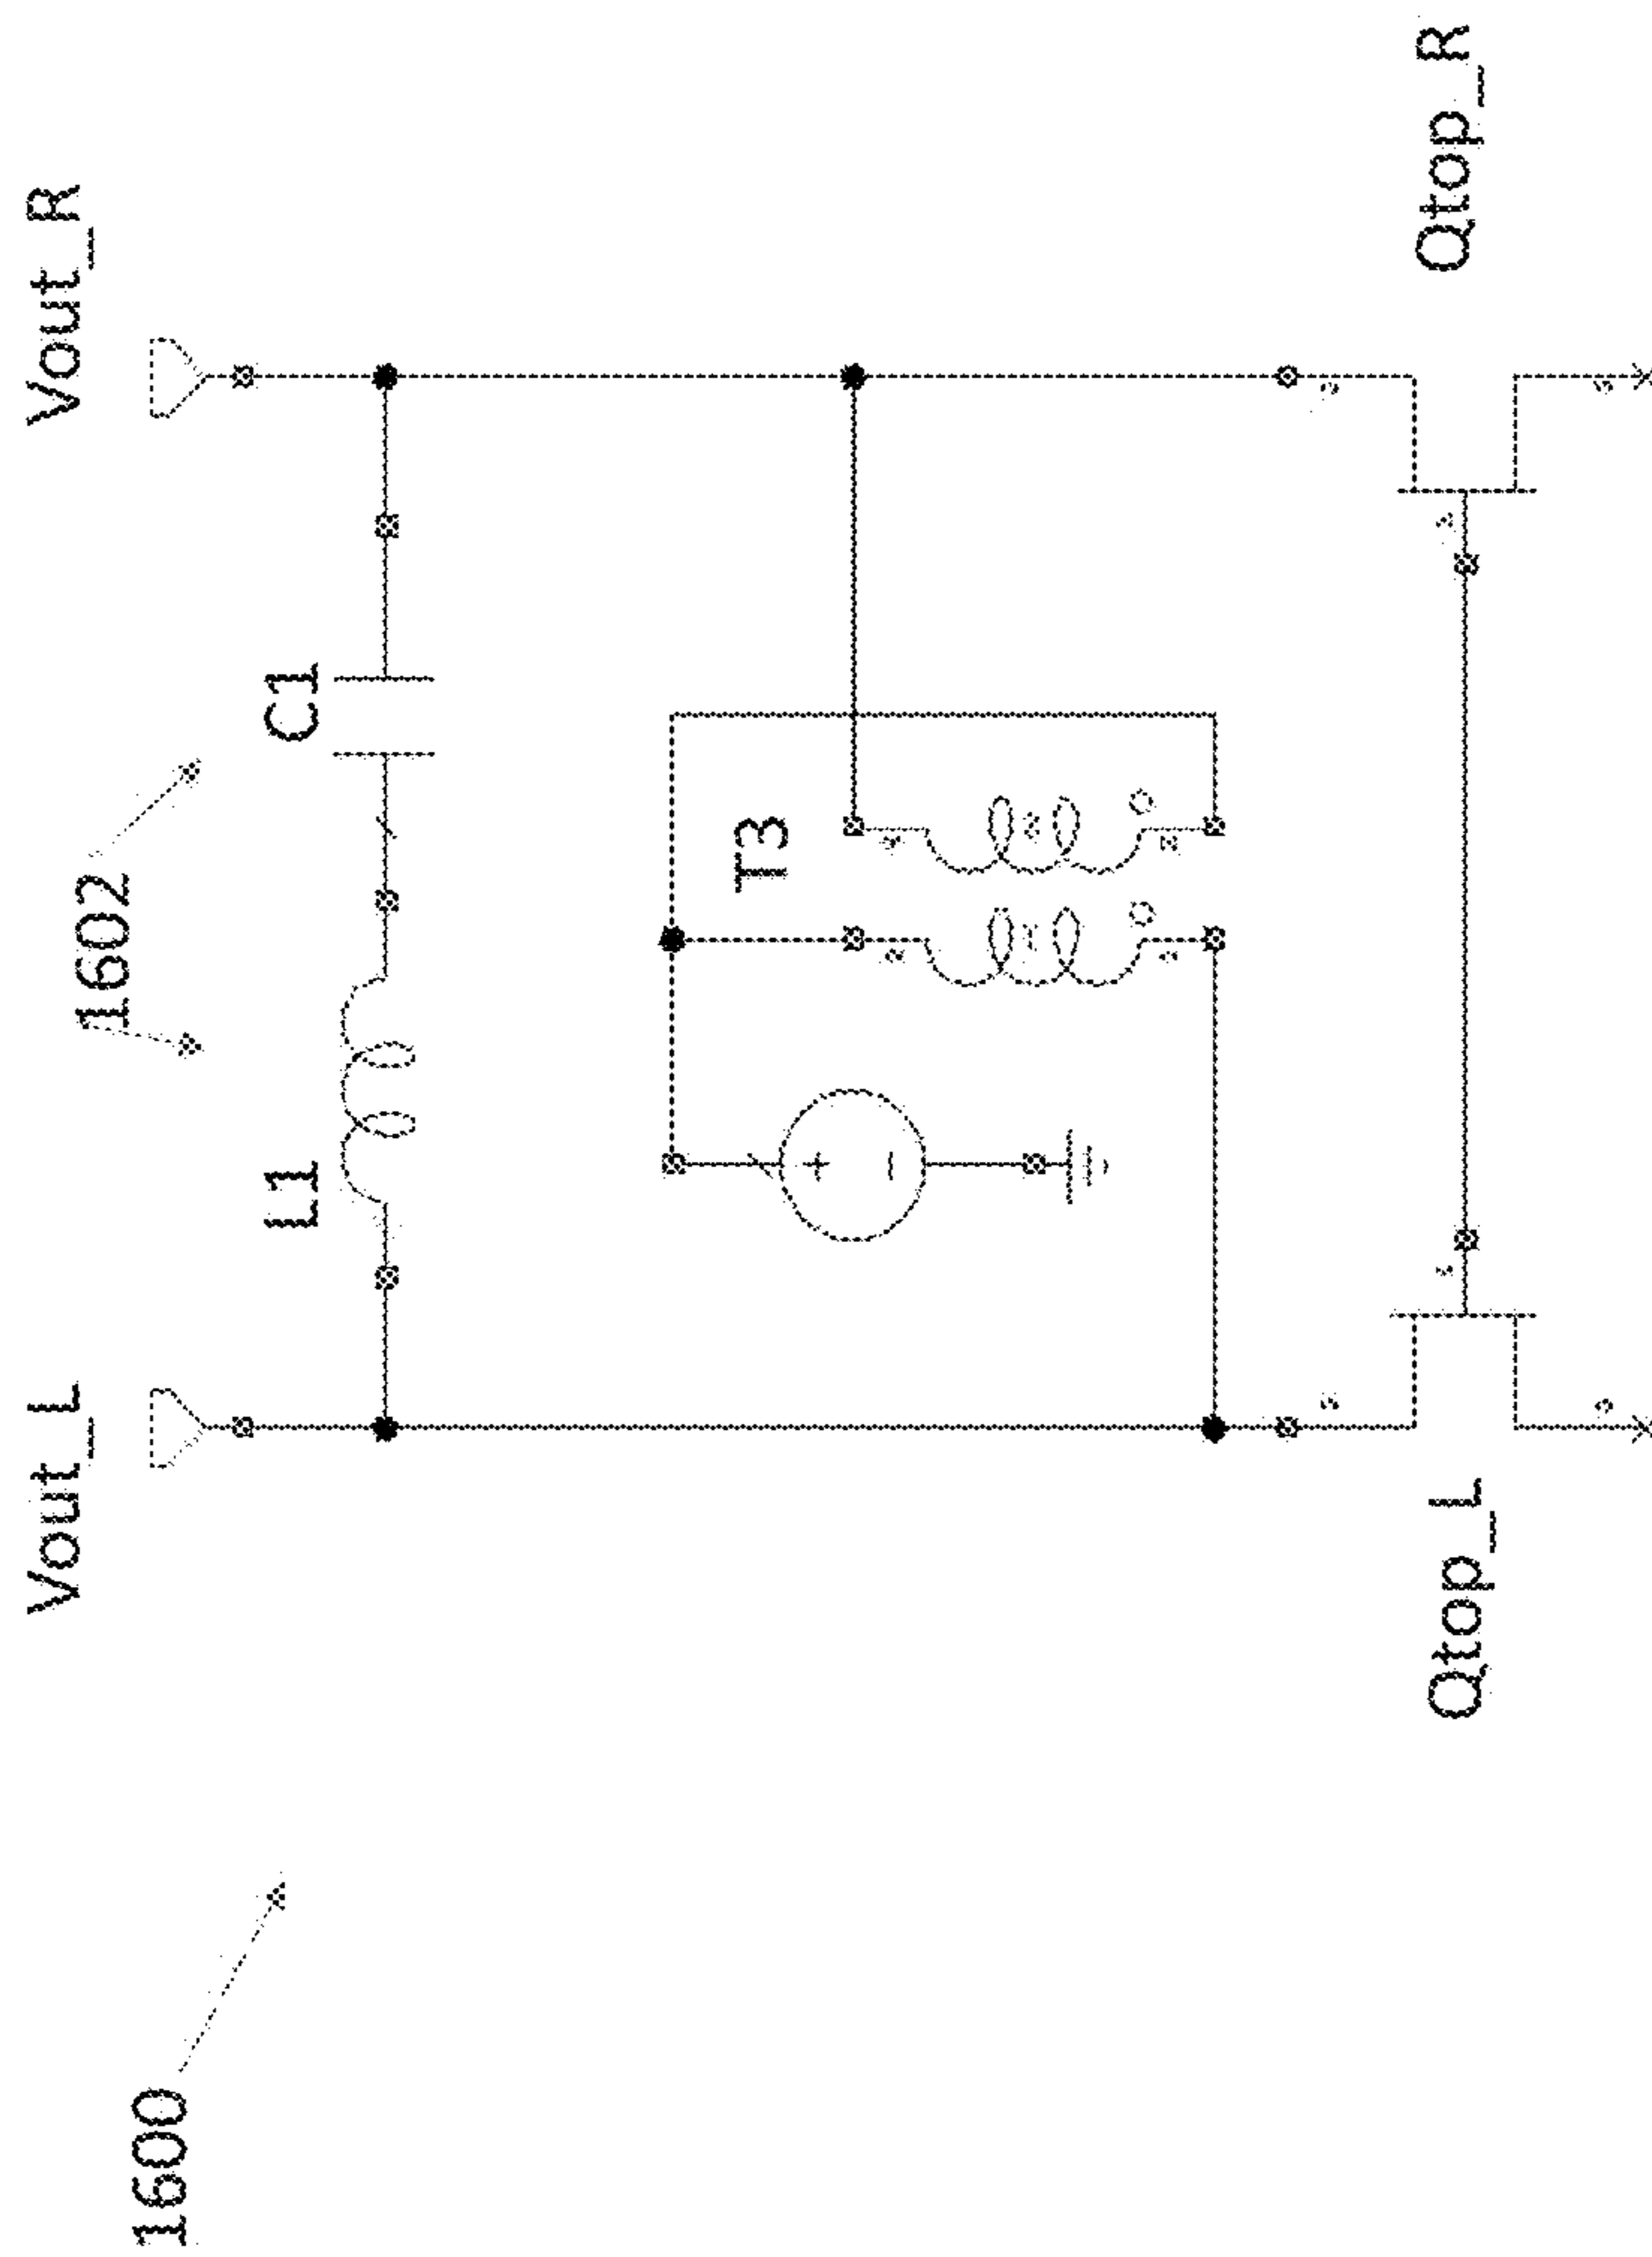 1600
1602
Vout_L
Vout_R
L1
C1
T3
+
−
Qtop_L
Qtop_R